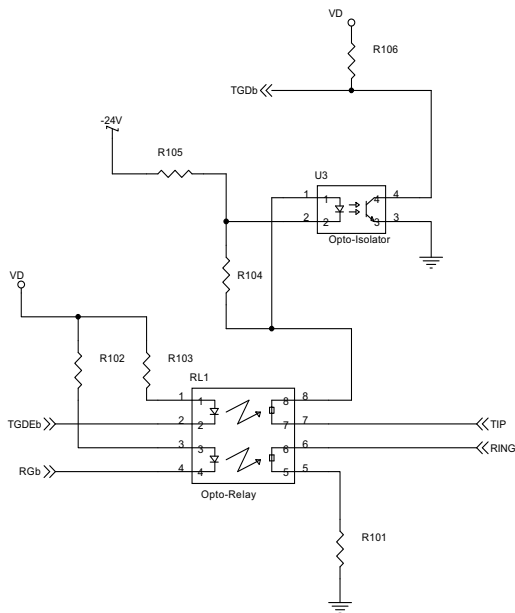 VD
R106
TGDb
-24V
R105
U3
1 1 4 4
2 2 3 3
Opto-Isolator
R104
VD
R102 R103
RL1
1 1 8 8
TGDEb 2 2 7 7 TIP
3 3 6 6 RING
RGb 4 4 5 5
Opto-Relay
R101